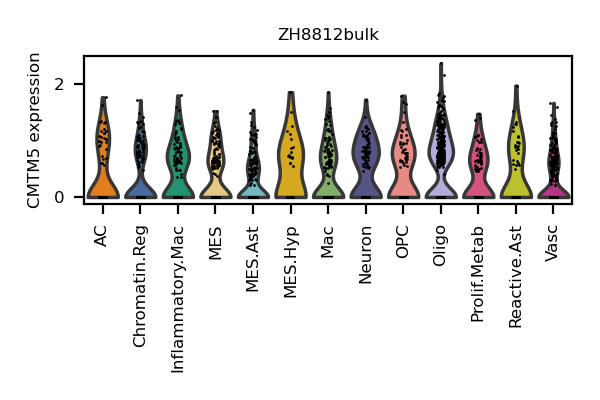 ZH8812bulk
CMTM5 expression
2
0
AC
Chromatin.Reg
Inflammatory.Mac
MES
MES.Ast
MES.Hyp
Mac
Neuron
OPC
Oligo
Prolif.Metab
Reactive.Ast
Vasc